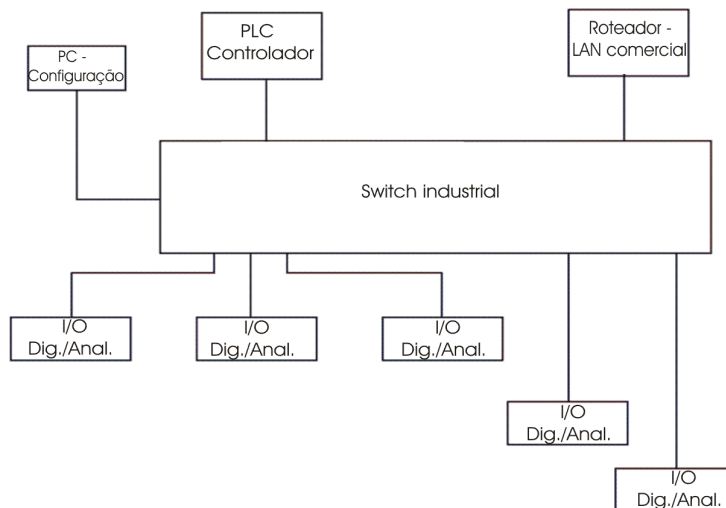 PC -
Configuração
PLC
Controlador
Roteador -
LAN comercial
Switch industrial
I/O
Dig./Anal.
I/O
Dig./Anal.
I/O
Dig./Anal.
I/O
Dig./Anal.
I/O
Dig./Anal.